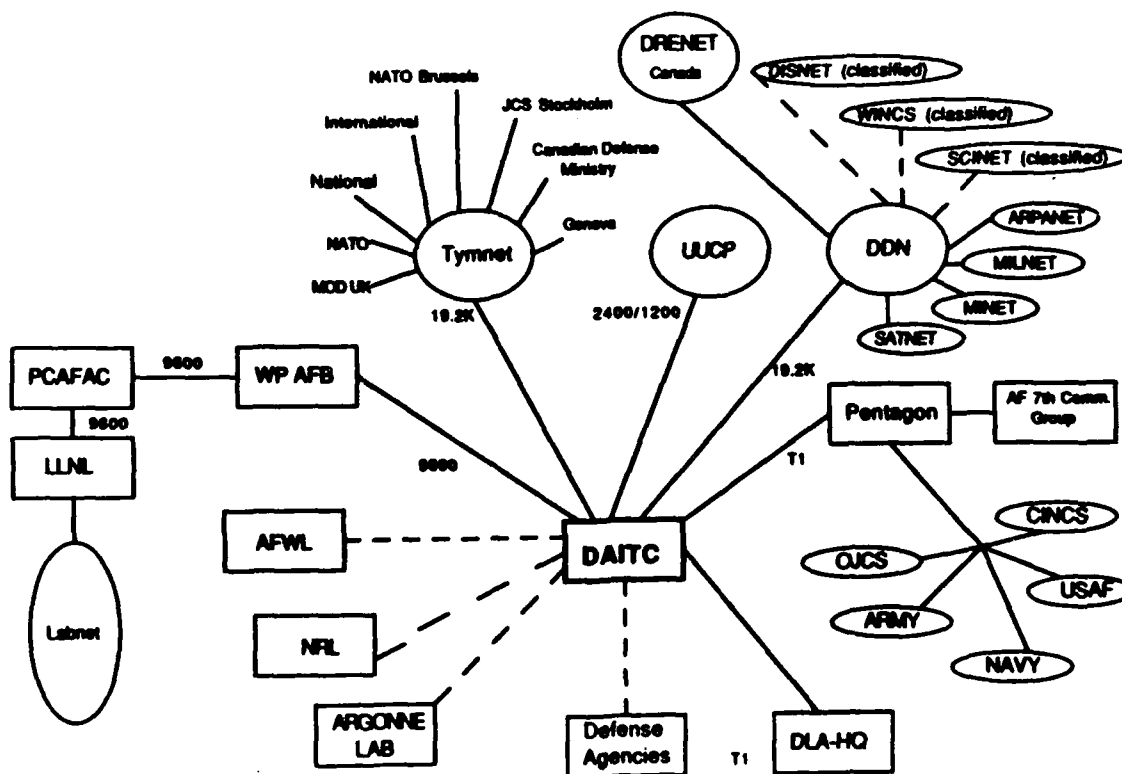 DRENET
Canada
DISNET (classified)
NATO Brussels
JCS Stockholm
WINCS (classified)
International
Canadian Defense
Ministry
SCINET (classified)
National
Geneva
ARPANET
NATO
Tymnet
UUCP
DDN
MILNET
MOD UK
MINET
19.2K
2400/1200
SATNET
9600
19.2K
PCAFAC
WP AFB
Pentagon
AF 7th Comm.
Group
9600
LLNL
9600
T1
CINCS
AFWL
DAITC
OJCS
USAF
Labnet
ARMY
NRL
NAVY
ARGONNE
LAB
Defense
Agencies
T1
DLA-HQ